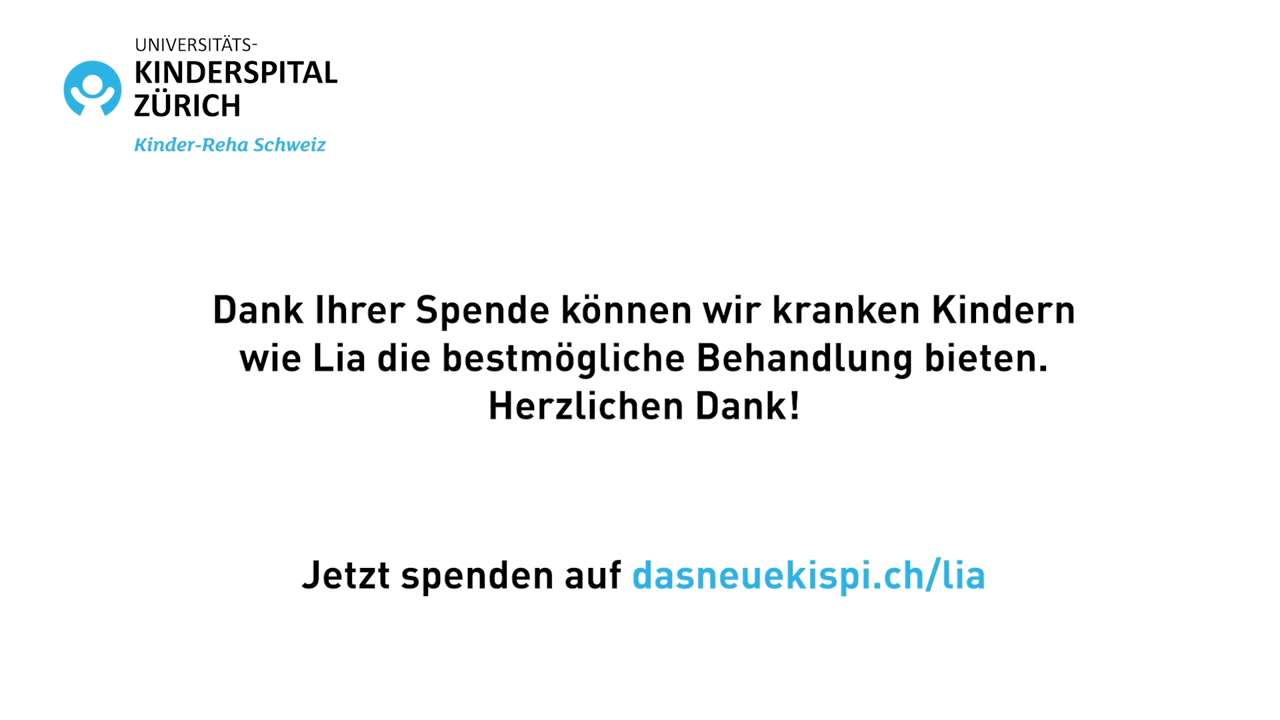 UNIVERSITÄTS-
KINDERSPITAL
ZÜRICH
Kinder-Reha Schweiz
Dank Ihrer Spende können wir kranken Kindern
wie Lia die bestmögliche Behandlung bieten.
Herzlichen Dank!
Jetzt spenden auf dasneuekispi.ch/lia